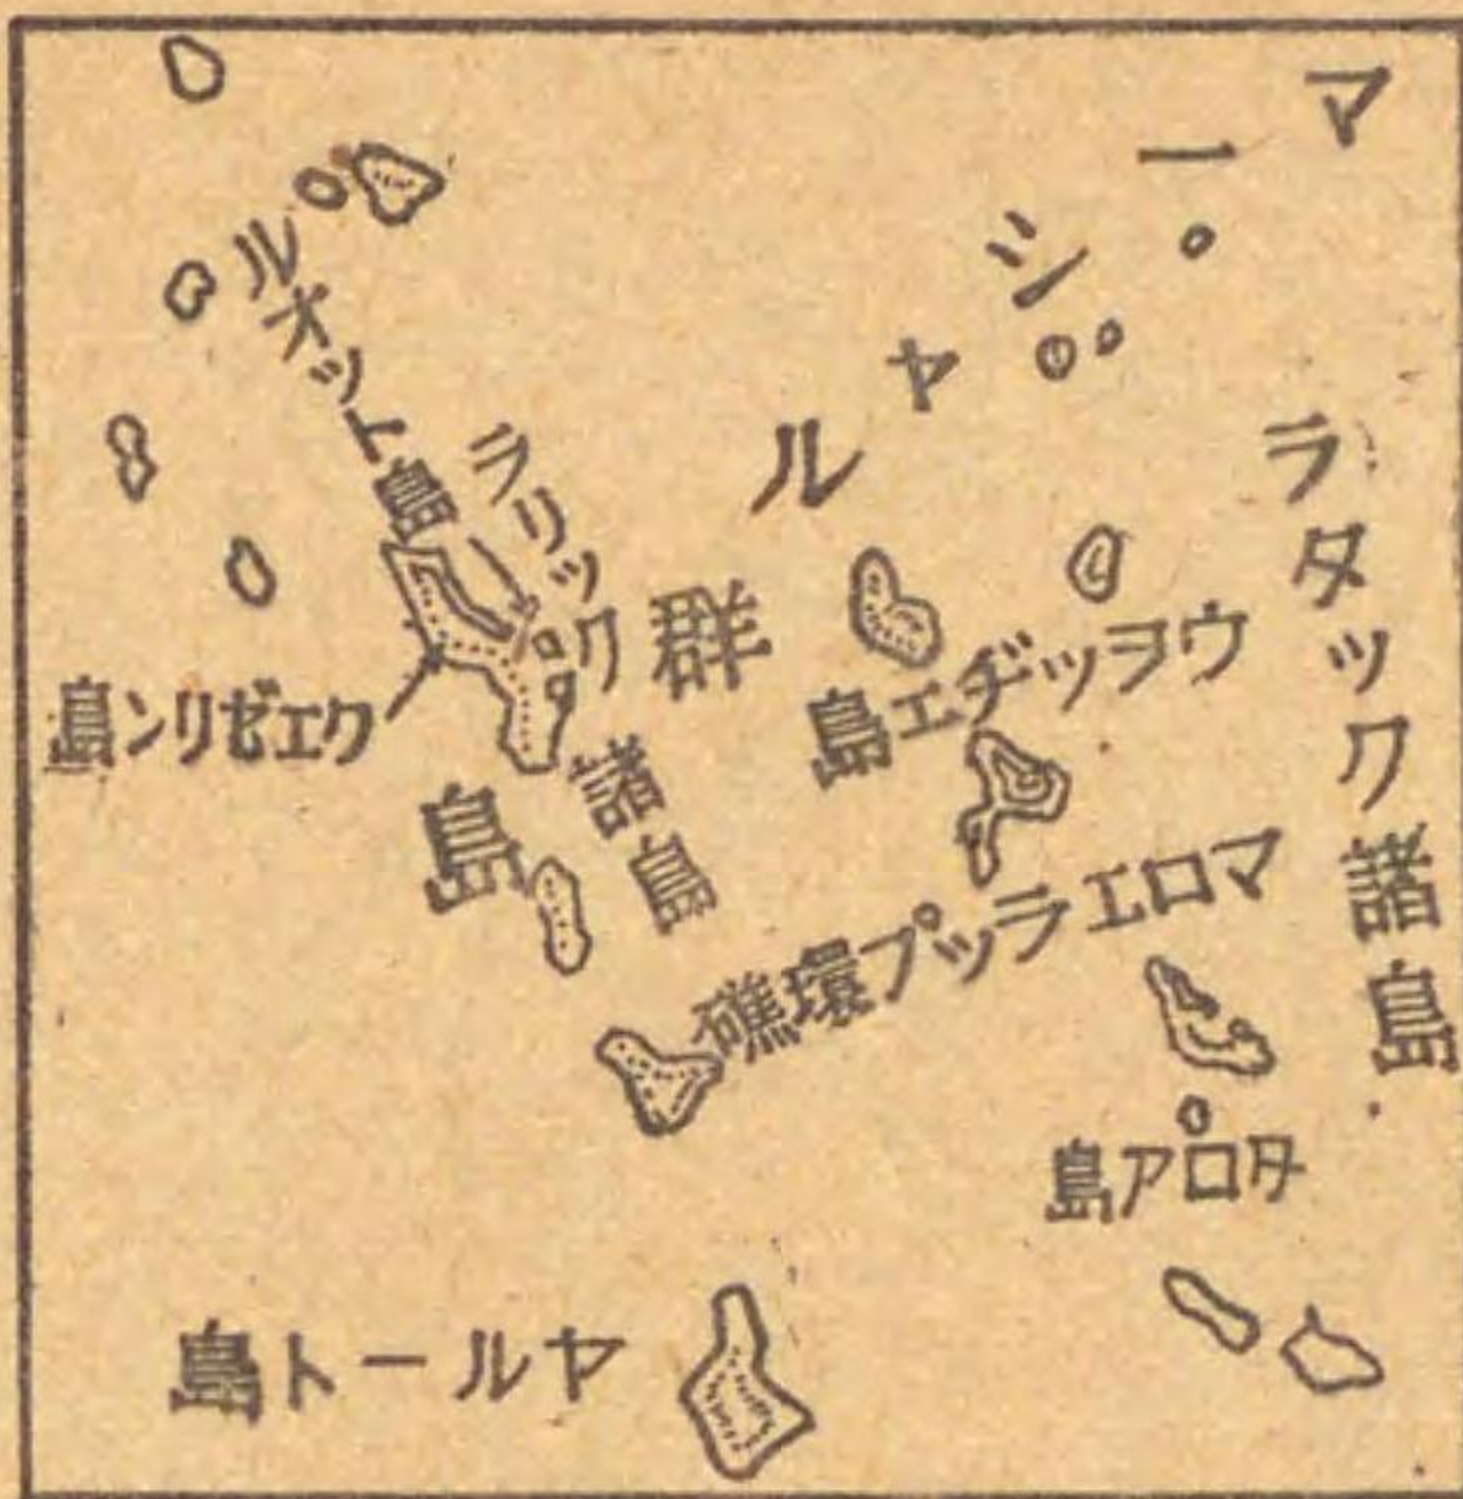 マーシャル群島
ラタック諸島
ラリック諸島
ルオット島
クエゼリン島
ウヲッヂエ島
マロエラップ環礁
タロア島
ヤルート島